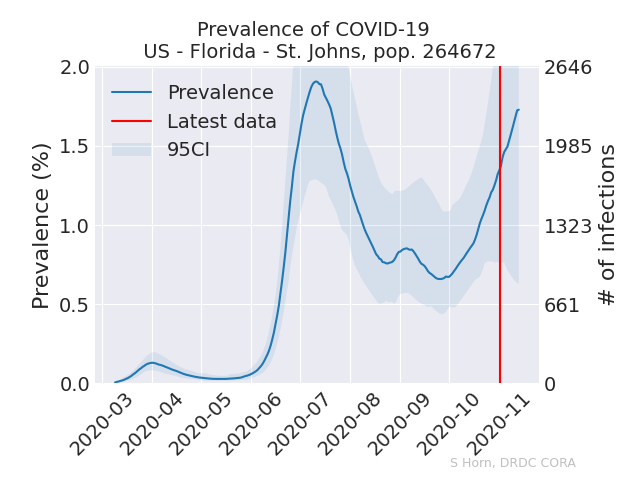 Prevalence of COVID-19
US - Florida - St. Johns, pop. 264672
Prevalence
Latest data
95CI
Prevalence (%)
2.0
1.5
1.0
0.5
0.0
# of infections
2646
1985
1323
661
0
2020-03
2020-04
2020-05
2020-06
2020-07
2020-08
2020-09
2020-10
2020-11
S Horn, DRDC CORA